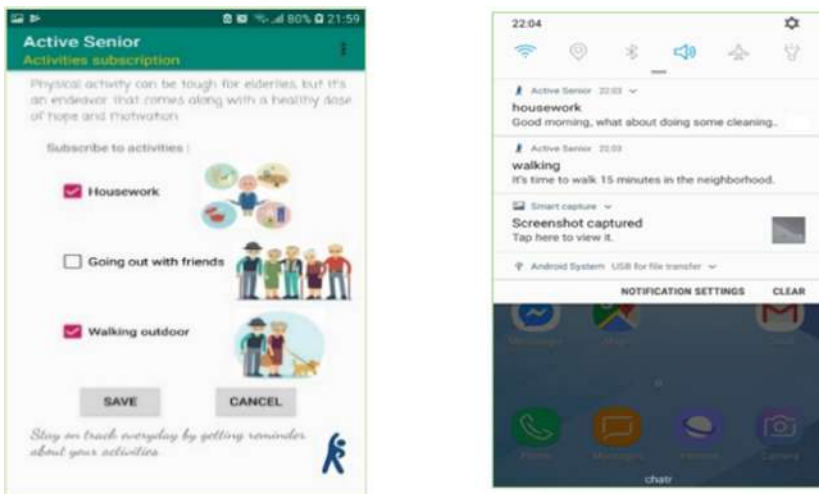 80% 21:59
Active Senior
Activities subscription
Physical activity can be tough for elderlies, but it's
an endeavor that comes along with a healthy dose
of hope and motivation
Subscribe to activities :
Housework
Going out with friends
Walking outdoor
SAVE CANCEL
Stay on track everyday by getting reminder
about your activities
22:04
Active Senior 22:03
housework
Good morning, what about doing some cleaning..
Active Senior 22:03
walking
It's time to walk 15 minutes in the neighborhood.
Smart capture
Screenshot captured
Tap here to view it.
Android System USB for file transfer
NOTIFICATION SETTINGS CLEAR
Phone Messages Camera
chatr